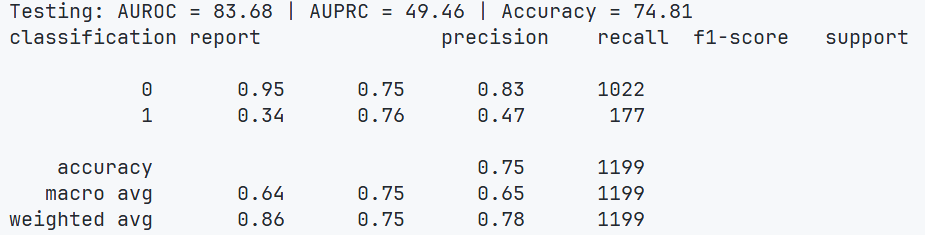 Testing: AUROC = 83.68 | AUPRC = 49.46 | Accuracy = 74.81
classification report               precision    recall  f1-score   support

           0       0.95      0.75      0.83      1022
           1       0.34      0.76      0.47       177

    accuracy                           0.75      1199
   macro avg       0.64      0.75      0.65      1199
weighted avg       0.86      0.75      0.78      1199